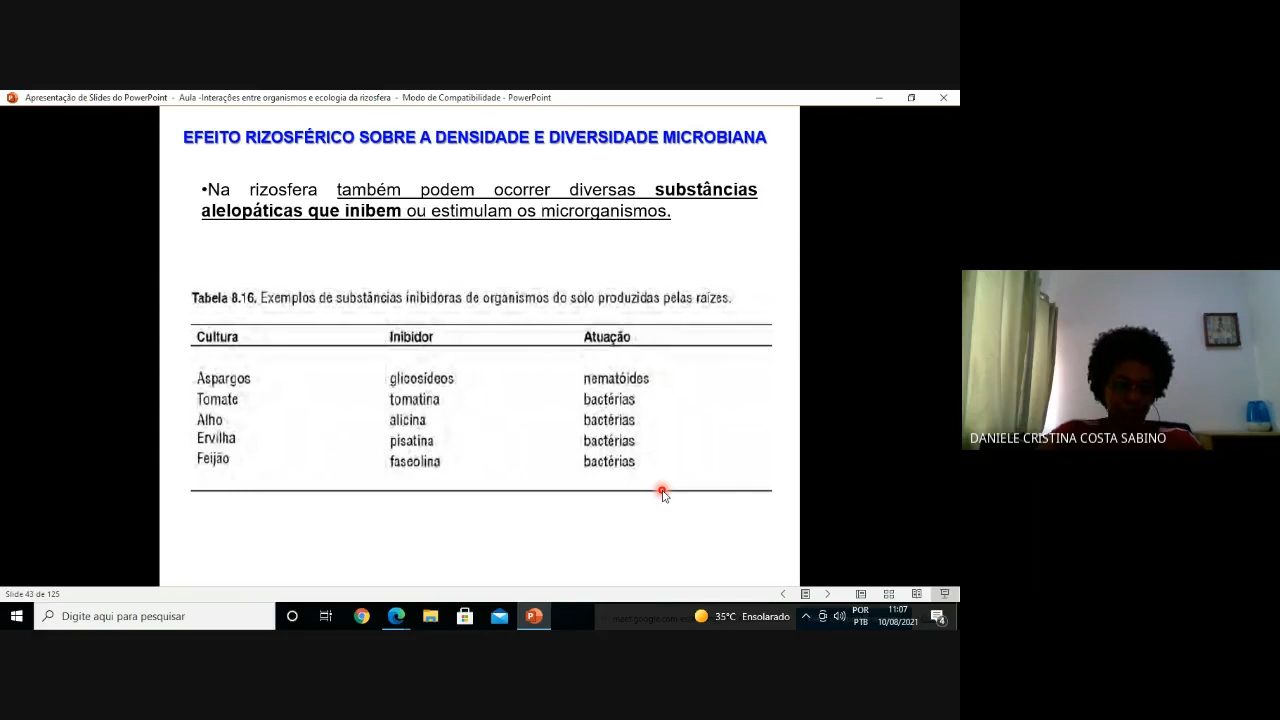 Apresentação de Slides do PowerPoint - Aula -Interações entre organismos e ecologia da rizosfera - Modo de Compatibilidade - PowerPoint
EFEITO RIZOSFÉRICO SOBRE A DENSIDADE E DIVERSIDADE MICROBIANA
•Na rizosfera também podem ocorrer diversas substâncias
alelopáticas que inibem ou estimulam os microrganismos.
Tabela 8.16. Exemplos de substâncias inibidoras de organismos do solo produzidas pelas raízes.
Cultura Inibidor Atuação
Aspargos glicosídeos nematóides
Tomate tomatina bactérias
Alho alicina bactérias
Ervilha pisatina bactérias
Feijão faseolina bactérias
DANIELE CRISTINA COSTA SABINO
Slide 43 de 125
Digite aqui para pesquisar
35°C Ensolarado
POR
PTB
11:07
10/08/2021
4